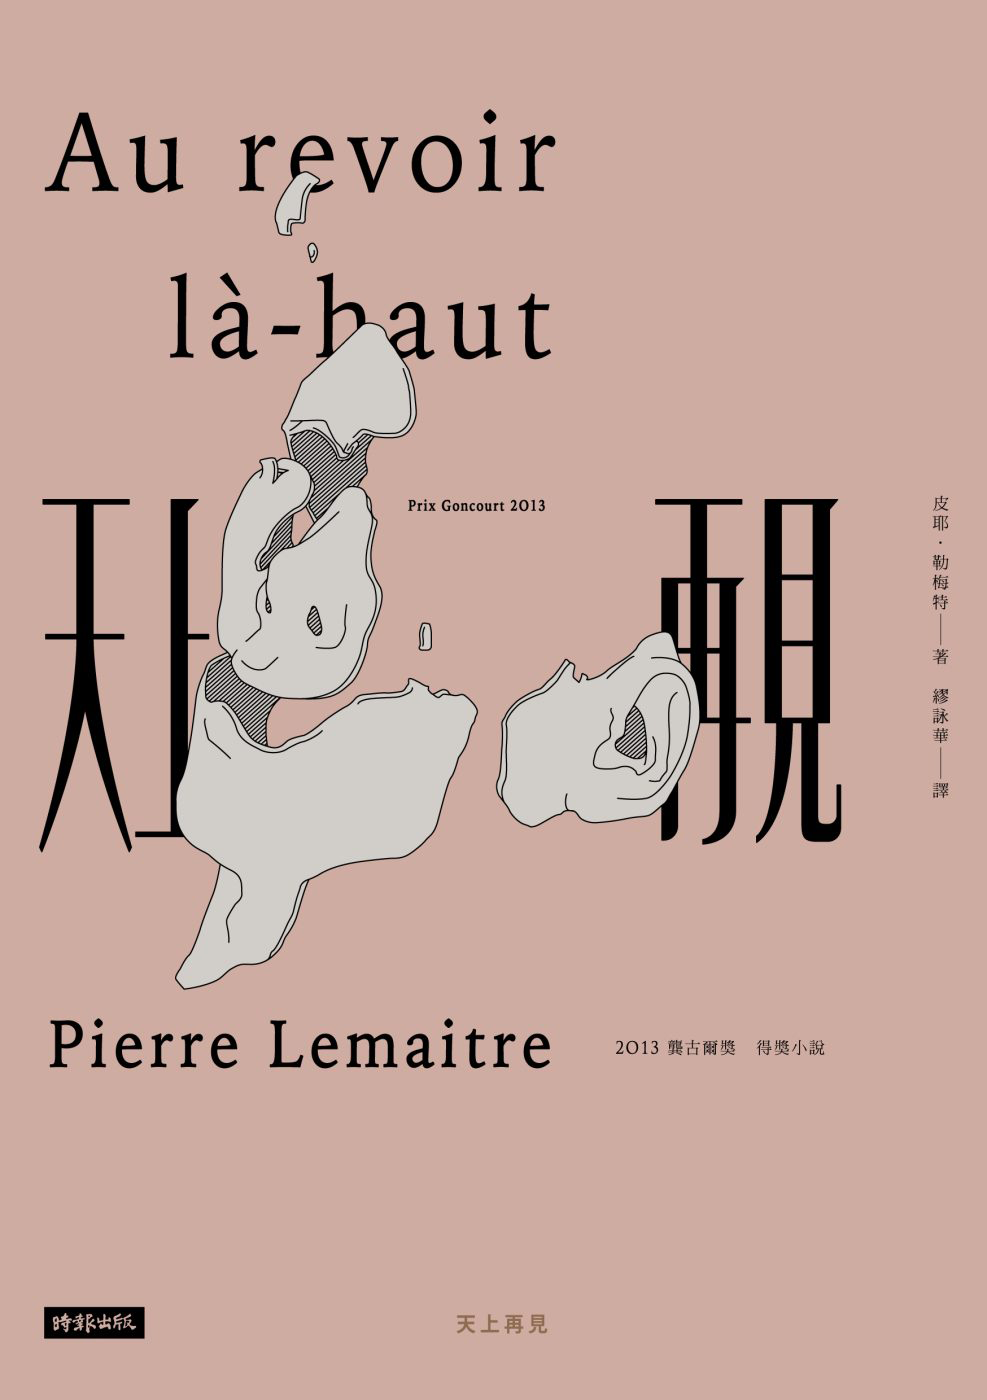 Au revoir
là-haut
Prix Goncourt 2013
天上再見
皮耶・勒梅特——著 繆詠華——譯
Pierre Lemaitre
2013 龔古爾獎 得獎小說
時報出版
天上再見